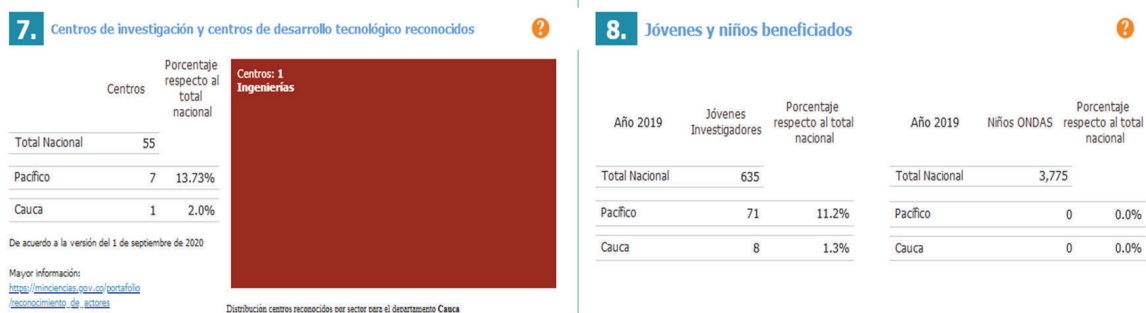 7. Centros de investigación y centros de desarrollo tecnológico reconocidos ?
Centros
Porcentaje
respecto al
total
nacional
Total Nacional 55
Pacífico 7 13.73%
Cauca 1 2.0%
De acuerdo a la versión del 1 de septiembre de 2020
Mayor información:
https://minciencias.gov.co/portafolio
/reconocimiento_de_actores
Centros: 1
Ingenierías
Distribución centros reconocidos por sector para el departamento Cauca
8. Jóvenes y niños beneficiados ?
Año 2019
Jóvenes
Investigadores
Porcentaje
respecto al total
nacional
Total Nacional 635
Pacífico 71 11.2%
Cauca 8 1.3%
Año 2019
Niños ONDAS
Porcentaje
respecto al total
nacional
Total Nacional 3,775
Pacífico 0 0.0%
Cauca 0 0.0%